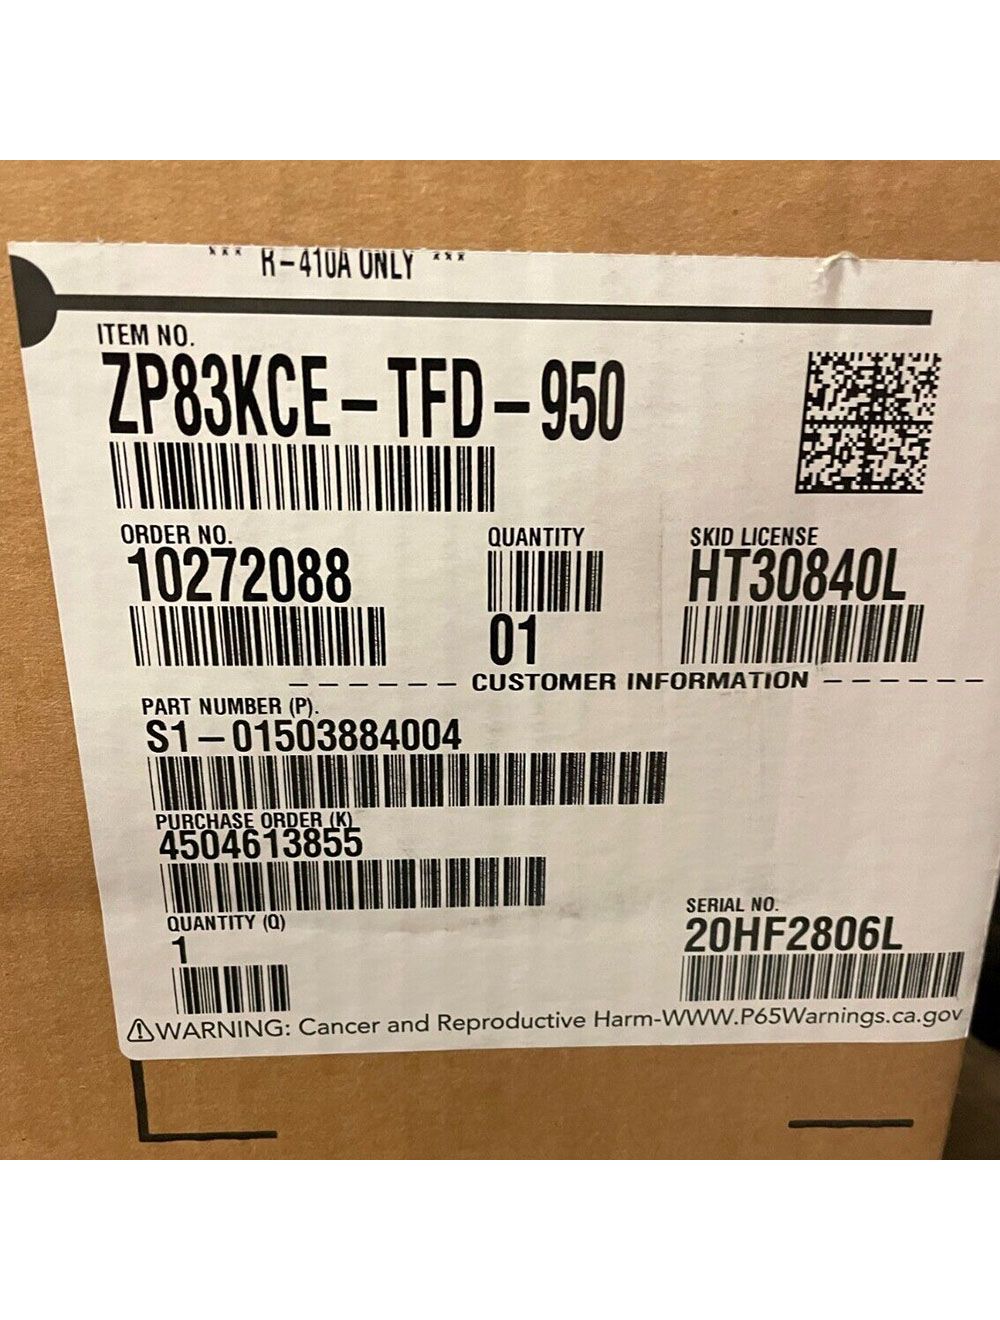 *** R-410A ONLY ***
ITEM NO.
ZP83KCE-TFD-950
ORDER NO.
10272088
QUANTITY
01
SKID LICENSE
HT30840L
CUSTOMER INFORMATION
PART NUMBER (P).
S1-01503884004
PURCHASE ORDER (K)
4504613855
QUANTITY (Q)
1
SERIAL NO.
20HF2806L
⚠WARNING: Cancer and Reproductive Harm-WWW.P65Warnings.ca.gov